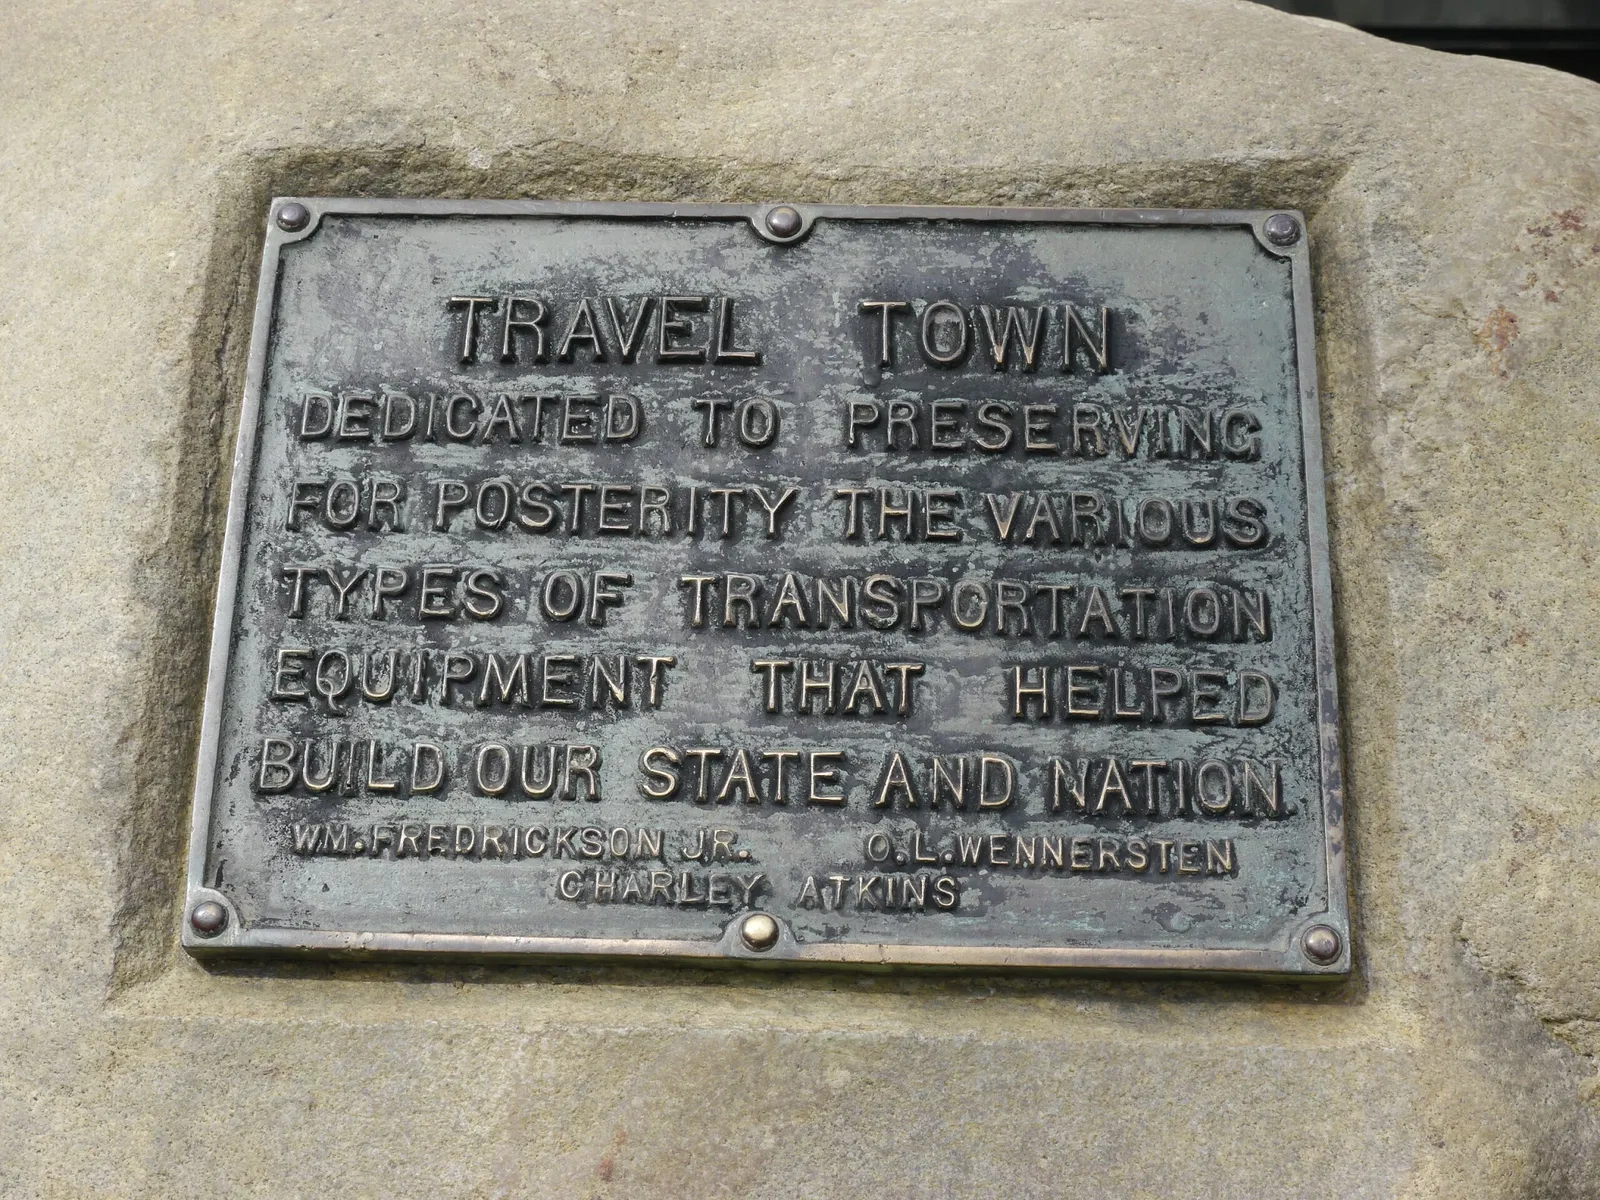 TRAVEL TOWN
DEDICATED TO PRESERVING
FOR POSTERITY THE VARIOUS
TYPES OF TRANSPORTATION
EQUIPMENT THAT HELPED
BUILD OUR STATE AND NATION.
WM. FREDRICKSON JR. O.L. WENNERSTEN
CHARLEY ATKINS